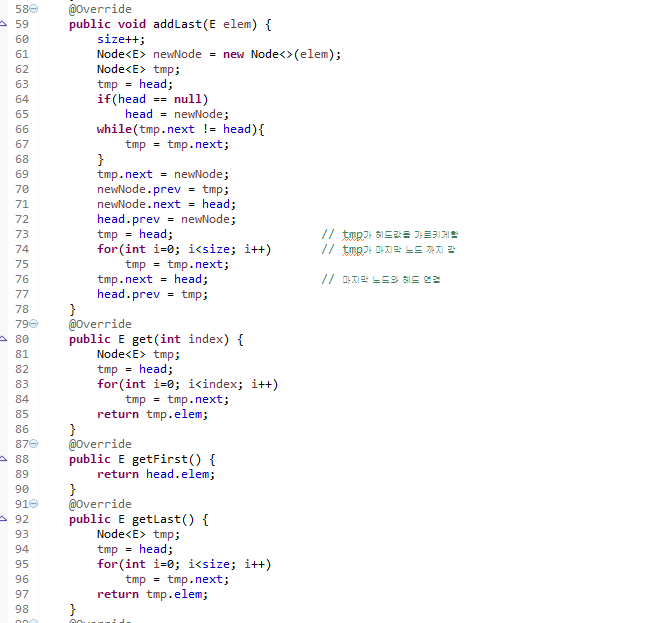 58 @Override
59 public void addLast(E elem) {
60 size++;
61 Node<E> newNode = new Node<>(elem);
62 Node<E> tmp;
63 tmp = head;
64 if(head == null)
65 head = newNode;
66 while(tmp.next != head){
67 tmp = tmp.next;
68 }
69 tmp.next = newNode;
70 newNode.prev = tmp;
71 newNode.next = head;
72 head.prev = newNode;
73 tmp = head; // tmp가 헤드값을 가르키게함
74 for(int i=0; i<size; i++) // tmp가 마지막 노드 까지 감
75 tmp = tmp.next;
76 tmp.next = head; // 마지막 노드와 헤드 연결
77 head.prev = tmp;
78 }
79 @Override
80 public E get(int index) {
81 Node<E> tmp;
82 tmp = head;
83 for(int i=0; i<index; i++)
84 tmp = tmp.next;
85 return tmp.elem;
86 }
87 @Override
88 public E getFirst() {
89 return head.elem;
90 }
91 @Override
92 public E getLast() {
93 Node<E> tmp;
94 tmp = head;
95 for(int i=0; i<size; i++)
96 tmp = tmp.next;
97 return tmp.elem;
98 }
99 @Override